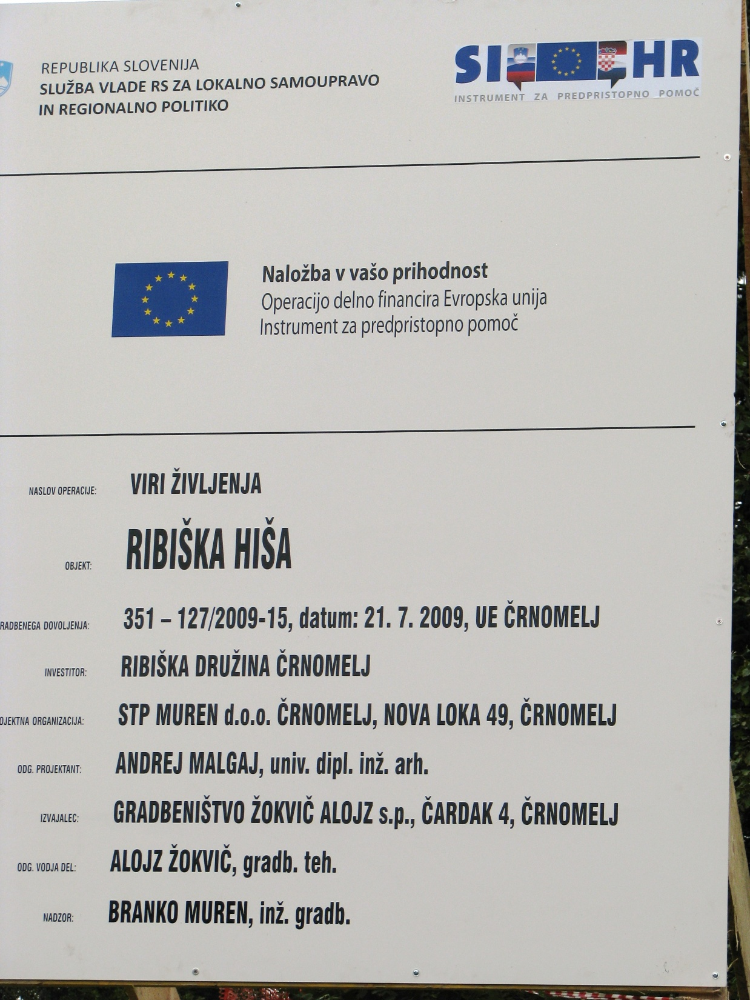 REPUBLIKA SLOVENIJA
SLUŽBA VLADE RS ZA LOKALNO SAMOUPRAVO
IN REGIONALNO POLITIKO
SI HR
INSTRUMENT ZA PREDPRISTOPNO POMOČ
Naložba v vašo prihodnost
Operacijo delno financira Evropska unija
Instrument za predpristopno pomoč
NASLOV OPERACIJE: VIRI ŽIVLJENJA
OBJEKT: RIBIŠKA HIŠA
RADBENEGA DOVOLJENJA: 351 – 127/2009-15, datum: 21. 7. 2009, UE ČRNOMELJ
INVESTITOR: RIBIŠKA DRUŽINA ČRNOMELJ
OJEKTNA ORGANIZACIJA: STP MUREN d.o.o. ČRNOMELJ, NOVA LOKA 49, ČRNOMELJ
ODG. PROJEKTANT: ANDREJ MALGAJ, univ. dipl. inž. arh.
IZVAJALEC: GRADBENIŠTVO ŽOKVIČ ALOJZ s.p., ČARDAK 4, ČRNOMELJ
ODG. VODJA DEL: ALOJZ ŽOKVIČ, gradb. teh.
NADZOR: BRANKO MUREN, inž. gradb.